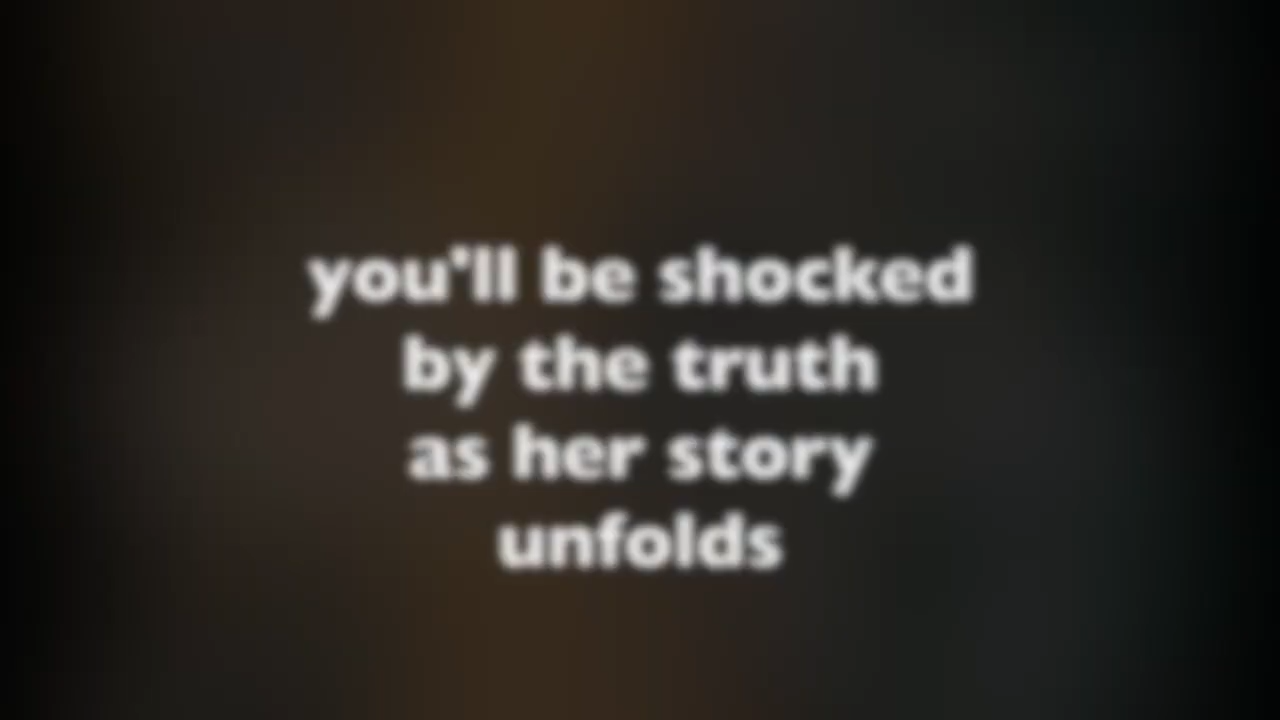 you'll be shocked
by the truth
as her story
unfolds